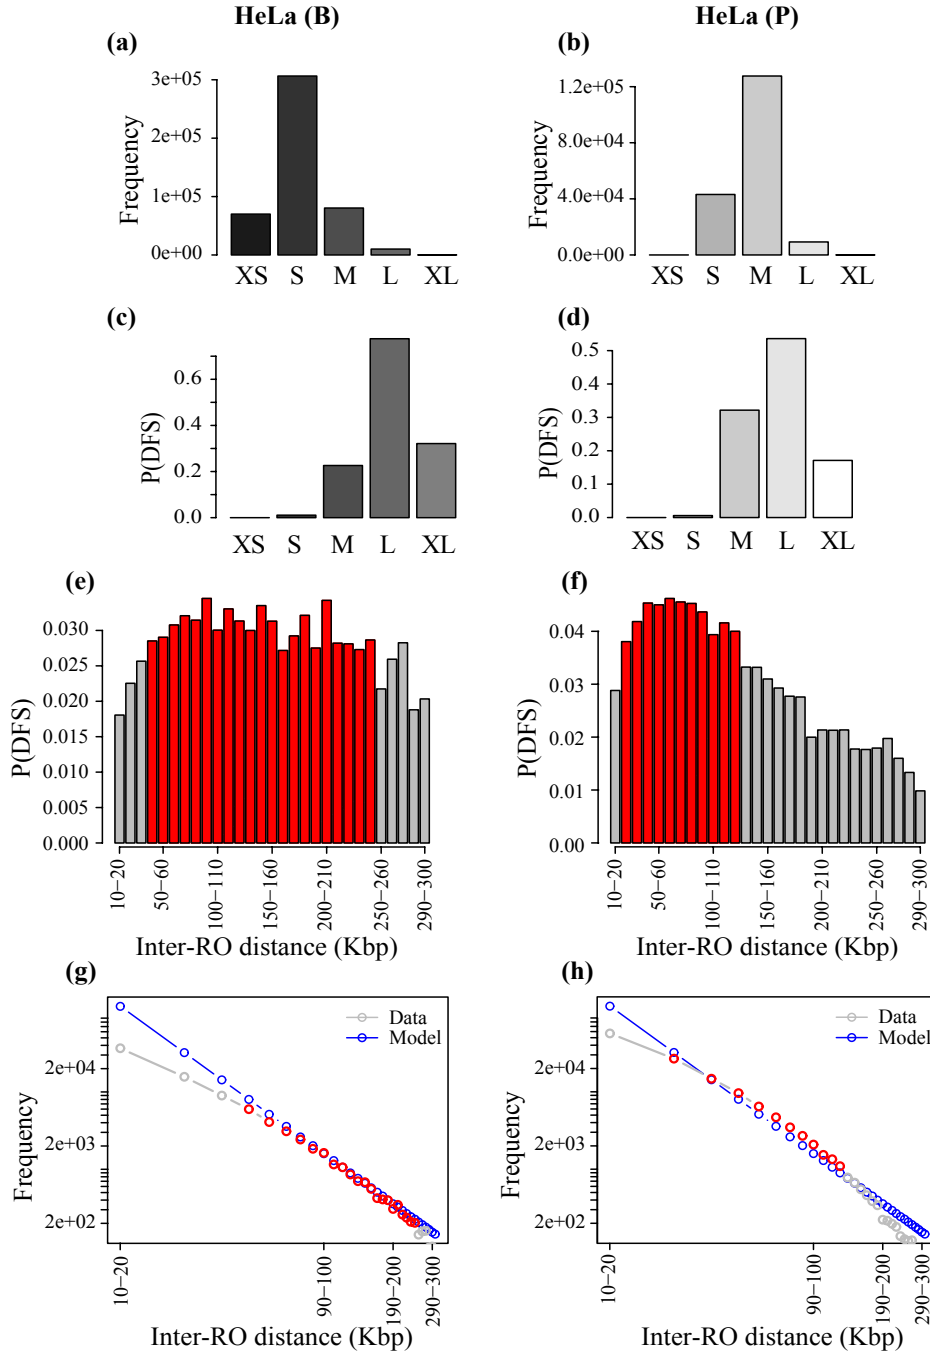 HeLa (B)
HeLa (P)
(a)
(b)
Frequency
3e+05
2e+05
1e+05
0e+00
XS S M L XL
Frequency
1.2e+05
4.0e+04
0.0e+00
XS S M L XL
(c)
(d)
P(DFS)
0.6
0.4
0.2
0.0
XS S M L XL
P(DFS)
0.5
0.4
0.3
0.2
0.1
0.0
XS S M L XL
(e)
(f)
P(DFS)
0.030
0.025
0.020
0.015
0.010
0.005
0.000
10−20 50−60 100−110 150−160 200−210 250−260 290−300
Inter-RO distance (Kbp)
P(DFS)
0.04
0.03
0.02
0.01
0.00
10−20 50−60 100−110 150−160 200−210 250−260 290−300
Inter-RO distance (Kbp)
(g)
(h)
Frequency
2e+04
2e+03
2e+02
Data
Model
10−20 90−100 190−200 290−300
Inter-RO distance (Kbp)
Frequency
2e+04
2e+03
2e+02
Data
Model
10−20 90−100 190−200 290−300
Inter-RO distance (Kbp)